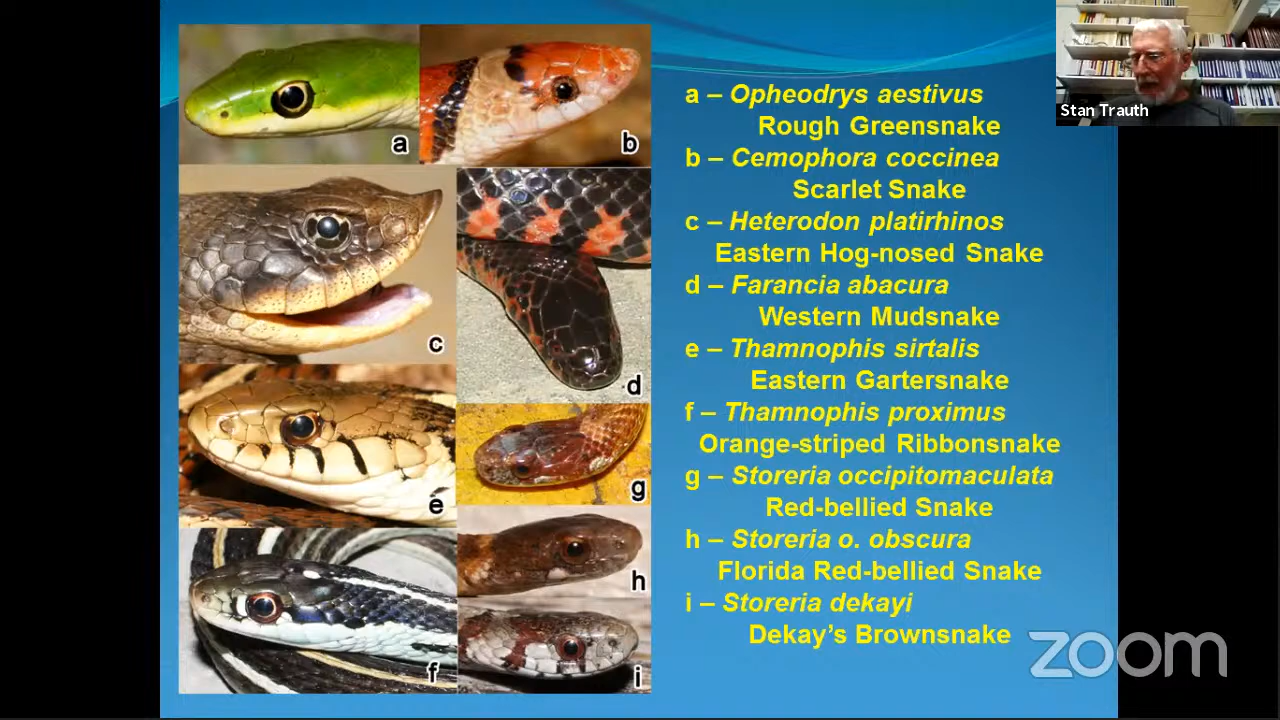 a
b
c
d
e
g
h
f
i
a – Opheodrys aestivus
Rough Greensnake
b – Cemophora coccinea
Scarlet Snake
c – Heterodon platirhinos
Eastern Hog-nosed Snake
d – Farancia abacura
Western Mudsnake
e – Thamnophis sirtalis
Eastern Gartersnake
f – Thamnophis proximus
Orange-striped Ribbonsnake
g – Storeria occipitomaculata
Red-bellied Snake
h – Storeria o. obscura
Florida Red-bellied Snake
i – Storeria dekayi
Dekay’s Brownsnake
Stan Trauth
zoom